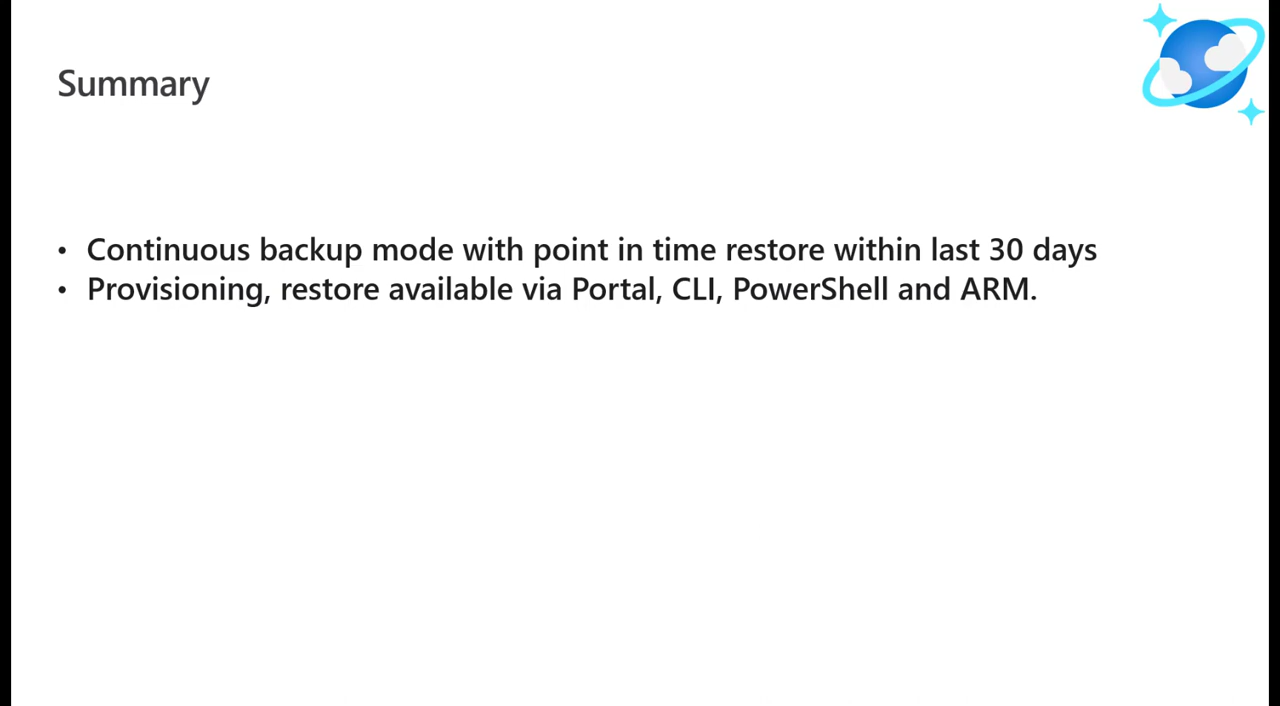 Summary
• Continuous backup mode with point in time restore within last 30 days
• Provisioning, restore available via Portal, CLI, PowerShell and ARM.